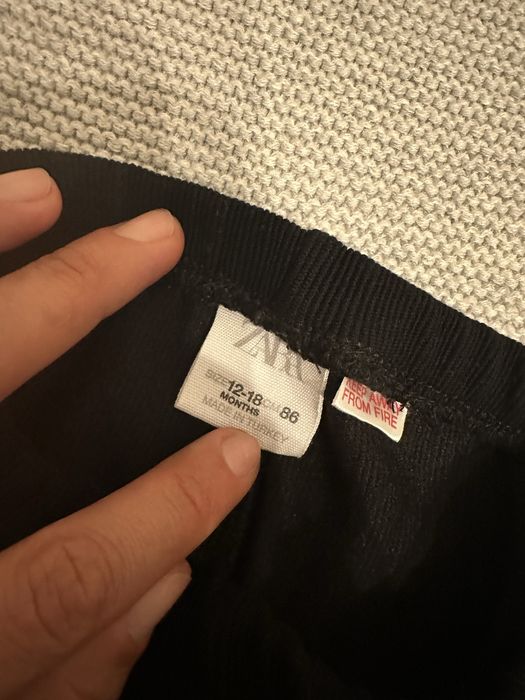 ZARA
SIZE 12-18 CM 86
MONTHS
MADE IN TURKEY
KEEP AWAY
FROM FIRE